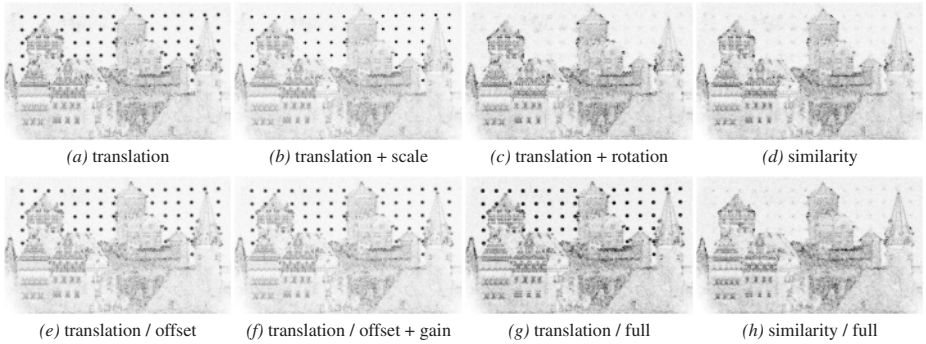 (a) translation (b) translation + scale (c) translation + rotation (d) similarity
(e) translation / offset (f) translation / offset + gain (g) translation / full (h) similarity / full